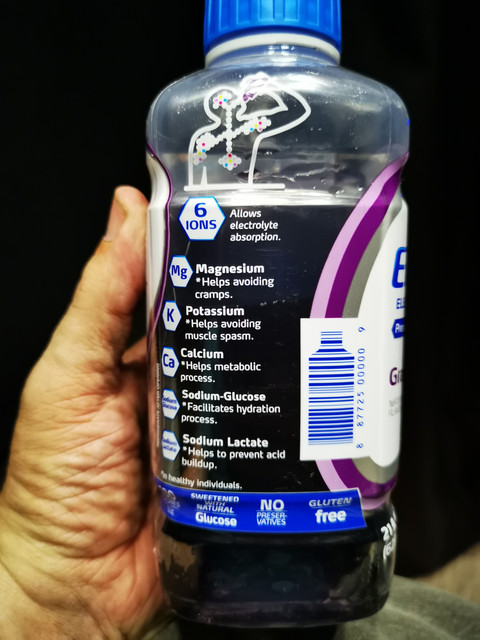 6
IONS
Allows
electrolyte
absorption.
Mg
Magnesium
*Helps avoiding
cramps.
K
Potassium
*Helps avoiding
muscle spasm.
Ca
Calcium
*Helps metabolic
process.
Sodium-Glucose
*Facilitates hydration
process.
Sodium Lactate
*Helps to prevent acid
buildup.
healthy individuals.
SWEETENED
WITH
NATURAL
Glucose
NO
PRESER-
VATIVES
GLUTEN
free
8 87725 00000 9
E
Gra
21